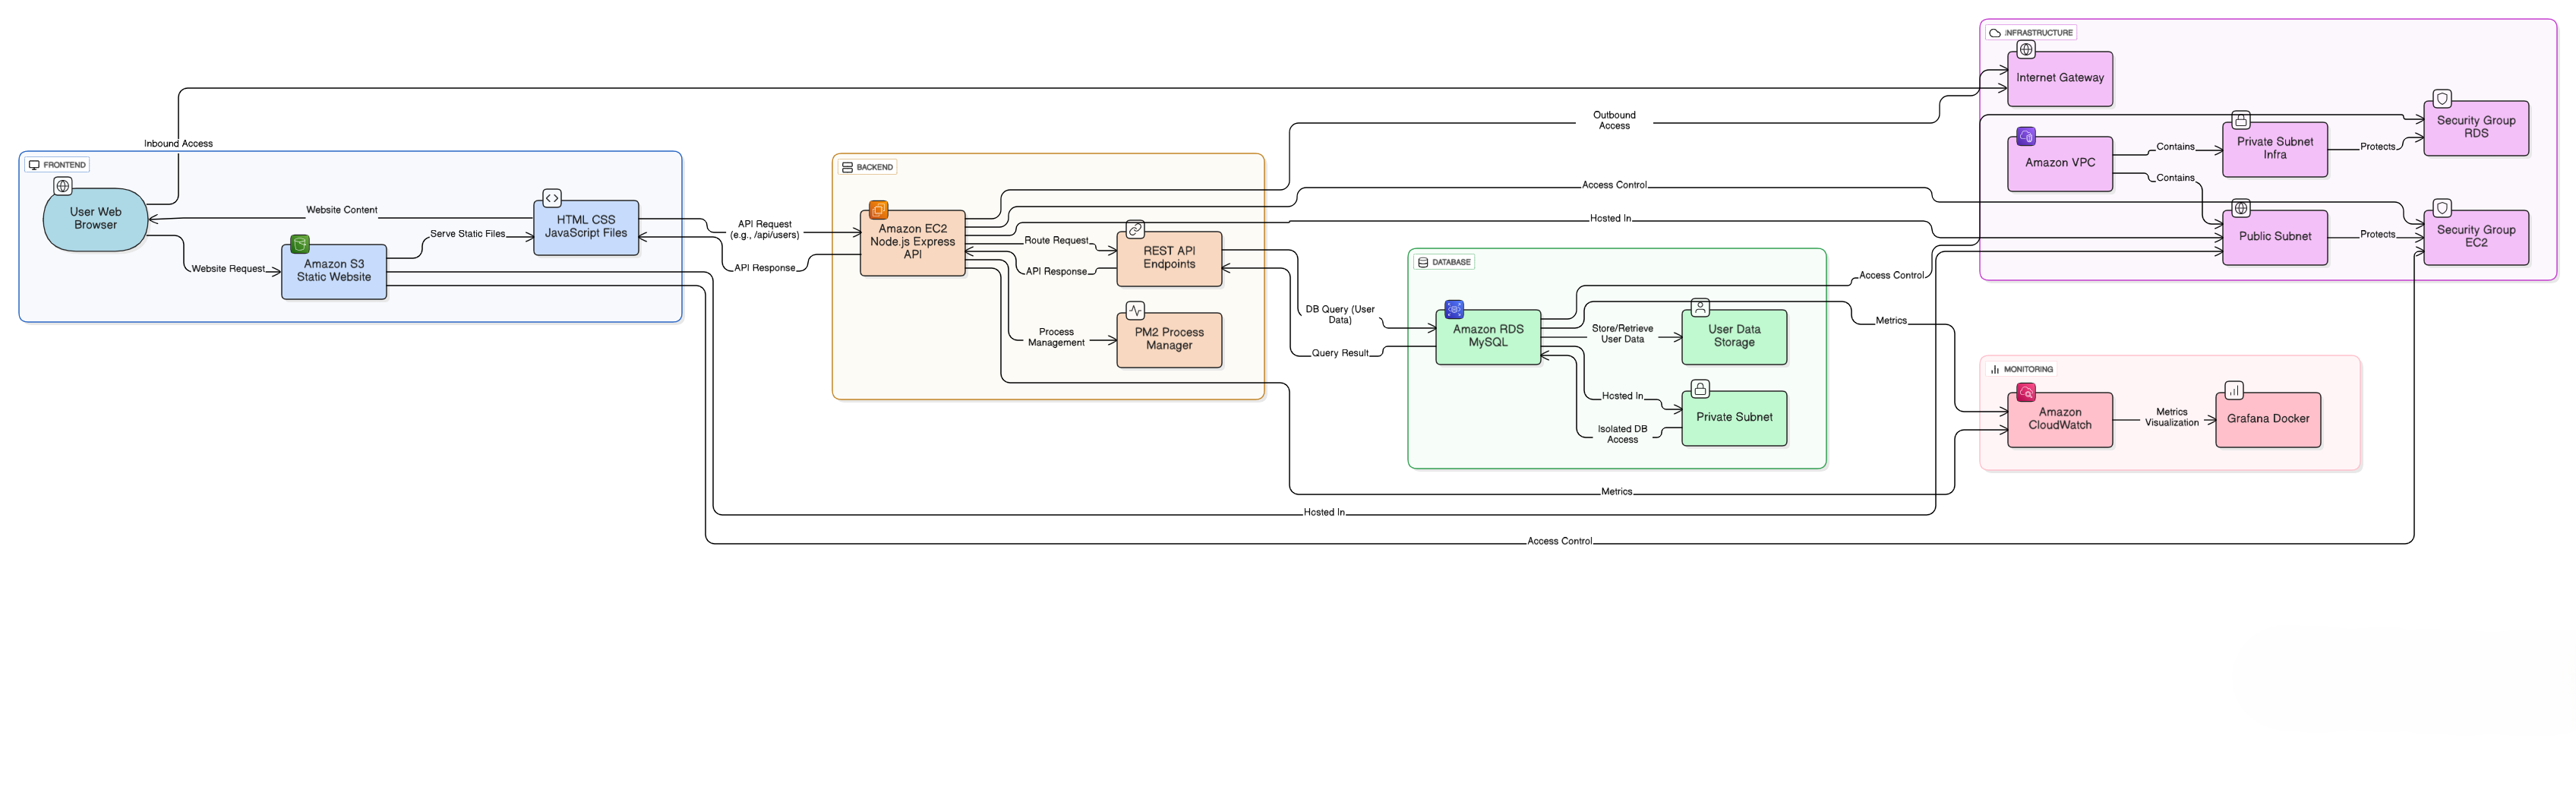 INFRASTRUCTURE
Internet Gateway
Outbound
Access
Security Group
RDS
Private Subnet
Infra
Contains
Protects
Amazon VPC
Contains
Inbound Access
FRONTEND
BACKEND
User Web
Browser
Website Content
HTML CSS
JavaScript Files
Serve Static Files
Website Request
Amazon S3
Static Website
API Request
(e.g., /api/users)
API Response
Amazon EC2
Node.js Express
API
Route Request
API Response
REST API
Endpoints
Process
Management
PM2 Process
Manager
Access Control
Hosted In
Public Subnet
Protects
Security Group
EC2
DATABASE
Access Control
DB Query (User
Data)
Query Result
Amazon RDS
MySQL
Store/Retrieve
User Data
User Data
Storage
Metrics
Hosted In
Isolated DB
Access
Private Subnet
MONITORING
Amazon
CloudWatch
Metrics
Visualization
Grafana Docker
Metrics
Hosted In
Access Control